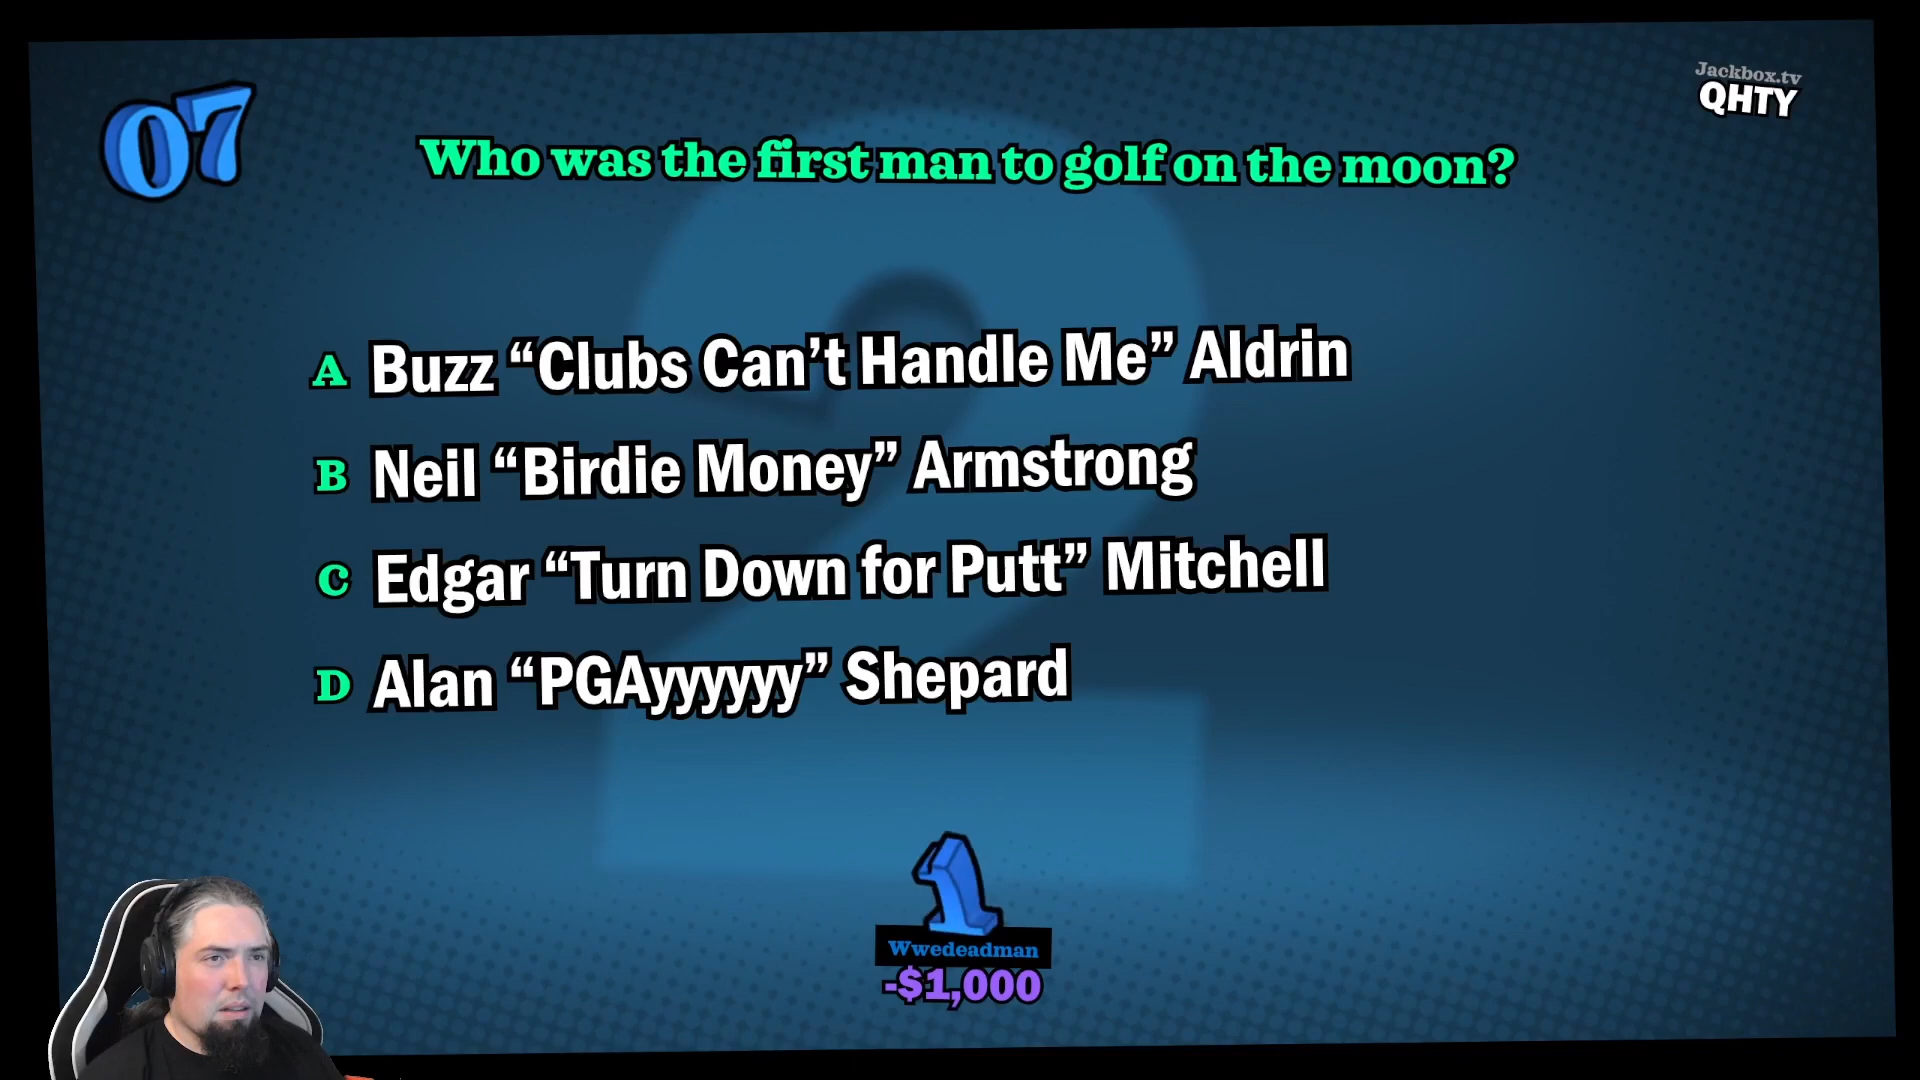 07
Jackbox.tv
QHTY
Who was the first man to golf on the moon?
A Buzz “Clubs Can’t Handle Me” Aldrin
B Neil “Birdie Money” Armstrong
C Edgar “Turn Down for Putt” Mitchell
D Alan “PGAyyyyyy” Shepard
2
1
Wwedeadman
-$1,000